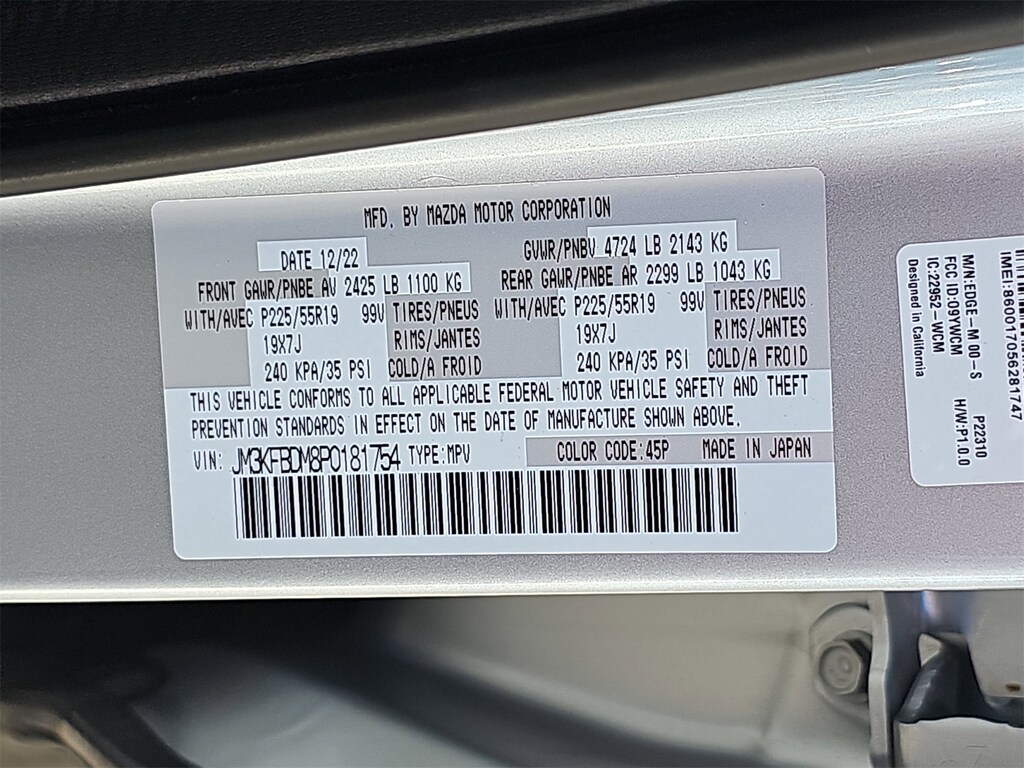 MFD. BY MAZDA MOTOR CORPORATION
DATE 12/22
GVWR/PNBV 4724 LB 2143 KG
FRONT GAWR/PNBE AV 2425 LB 1100 KG
REAR GAWR/PNBE AR 2299 LB 1043 KG
WITH/AVEC P225/55R19 99V TIRES/PNEUS
19X7J RIMS/JANTES
240 KPA/35 PSI COLD/A FROID
WITH/AVEC P225/55R19 99V TIRES/PNEUS
19X7J RIMS/JANTES
240 KPA/35 PSI COLD/A FROID
THIS VEHICLE CONFORMS TO ALL APPLICABLE FEDERAL MOTOR VEHICLE SAFETY AND THEFT
PREVENTION STANDARDS IN EFFECT ON THE DATE OF MANUFACTURE SHOWN ABOVE.
VIN: JM3KFBDM8P0181754 TYPE:MPV
COLOR CODE:45P MADE IN JAPAN
IMEI:860017056281747
M/N:EDGE-M00-S P22310
FCC ID:O9YWCM H/W:P1.0.0
IC:22952-WCM
Designed in California